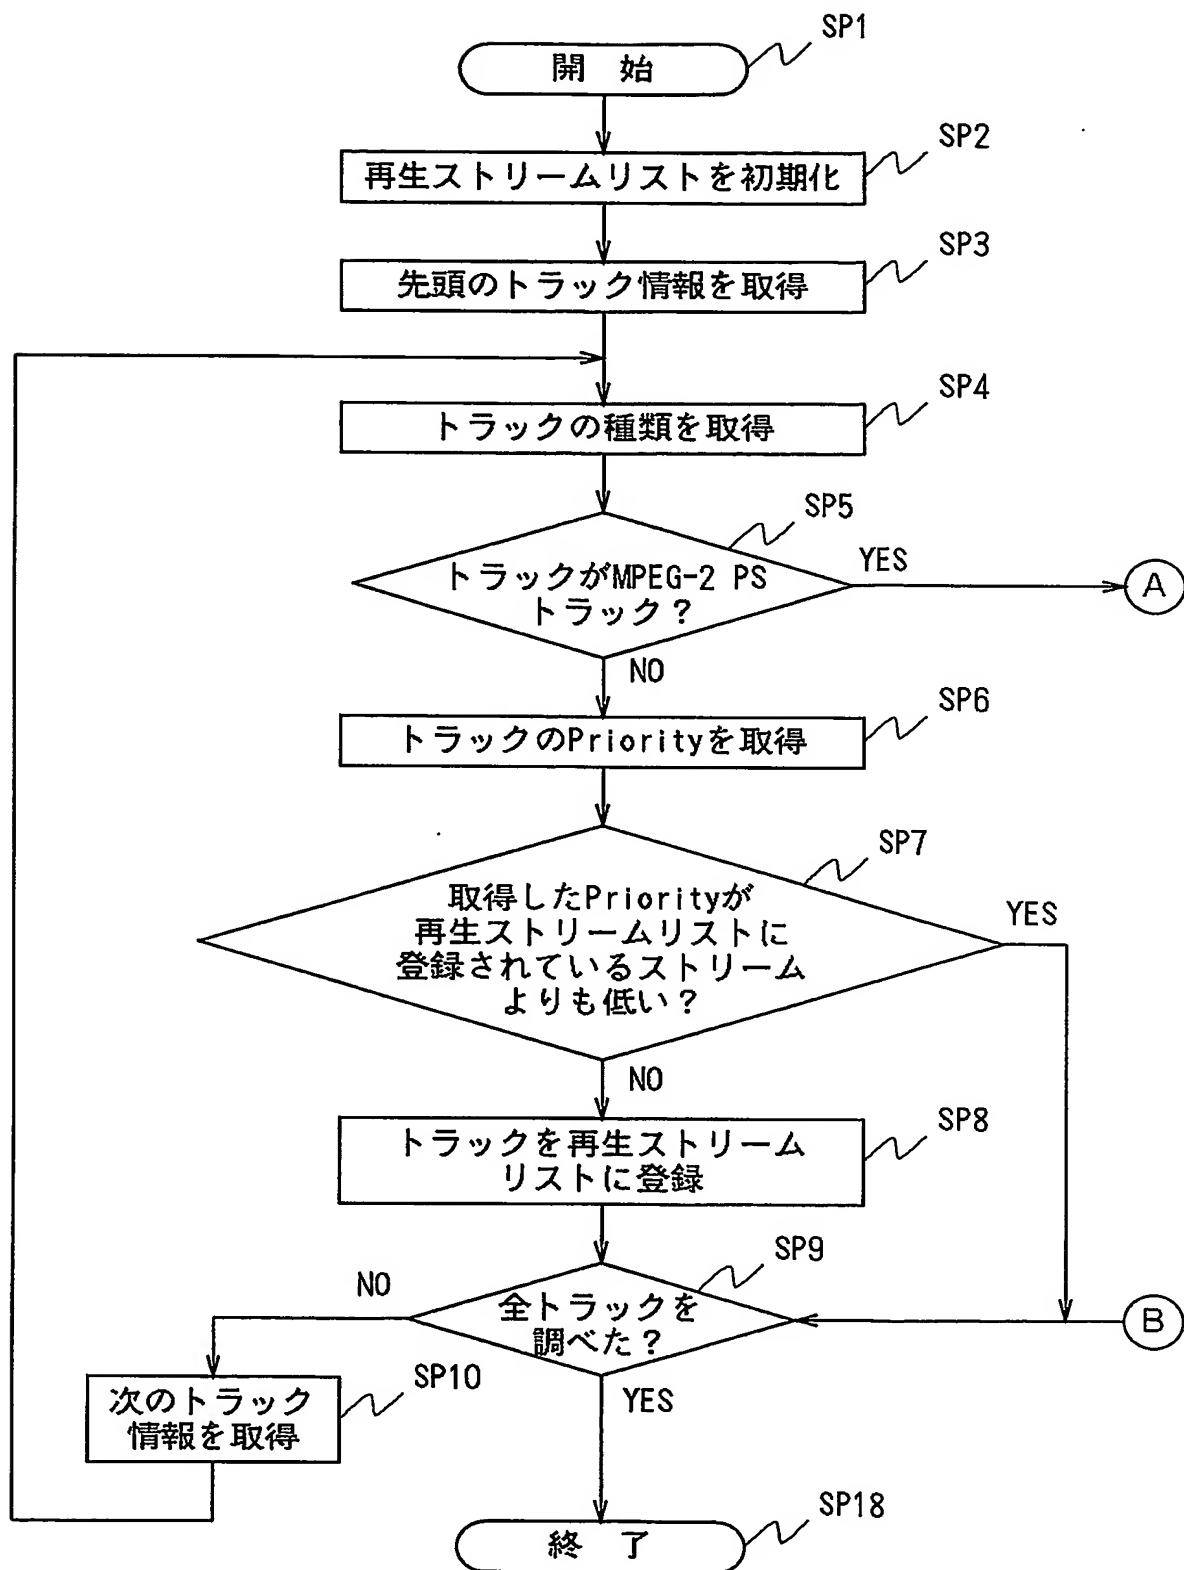 SP1
開 始
SP2
再生ストリームリストを初期化
SP3
先頭のトラック情報を取得
SP4
トラックの種類を取得
SP5
トラックがMPEG-2 PS
トラック?
YES
A
NO
SP6
トラックのPriorityを取得
SP7
取得したPriorityが
再生ストリームリストに
登録されているストリーム
よりも低い?
YES
NO
SP8
トラックを再生ストリーム
リストに登録
SP9
全トラックを
調べた?
NO
B
SP10
次のトラック
情報を取得
YES
SP18
終 了